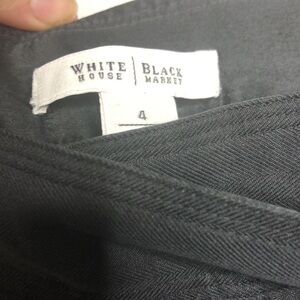 WHITE | BLACK
HOUSE | MARKET
4